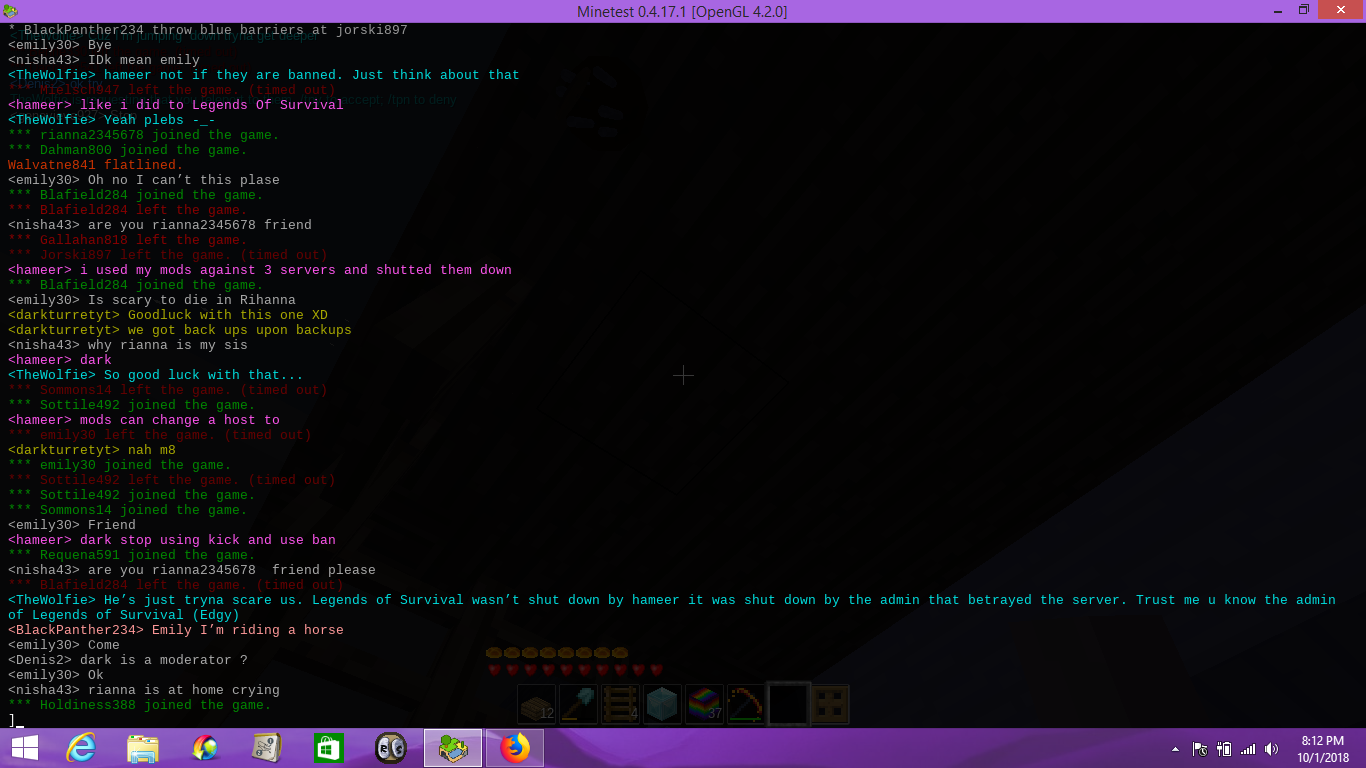 Minetest 0.4.17.1 [OpenGL 4.2.0]
* BlackPanther234 throw blue barriers at jorski897
<emily30> Bye
<nisha43> IDk mean emily
<TheWolfie> hameer not if they are banned. Just think about that
*** Mielsch947 left the game. (timed out)
<hameer> like i did to Legends Of Survival
accept: /tpn to deny
<TheWolfie> Yeah plebs -_-
*** rianna2345678 joined the game.
*** Dahman800 joined the game.
Walvatne841 flatlined.
<emily30> Oh no I can’t this plase
*** Blafield284 joined the game.
*** Blafield284 left the game.
<nisha43> are you rianna2345678 friend
*** Gallahan818 left the game.
*** Jorski897 left the game. (timed out)
<hameer> i used my mods against 3 servers and shutted them down
*** Blafield284 joined the game.
<emily30> Is scary to die in Rihanna
<darkturretyt> Goodluck with this one XD
<darkturretyt> we got back ups upon backups
<nisha43> why rianna is my sis
<hameer> dark
<TheWolfie> So good luck with that...
*** Sommons14 left the game. (timed out)
*** Sottile492 joined the game.
<hameer> mods can change a host to
*** emily30 left the game. (timed out)
<darkturretyt> nah m8
*** emily30 joined the game.
*** Sottile492 left the game. (timed out)
*** Sottile492 joined the game.
*** Sommons14 joined the game.
<emily30> Friend
<hameer> dark stop using kick and use ban
*** Requena591 joined the game.
<nisha43> are you rianna2345678  friend please
*** Blafield284 left the game. (timed out)
<TheWolfie> He’s just tryna scare us. Legends of Survival wasn’t shut down by hameer it was shut down by the admin that betrayed the server. Trust me u know the admin
of Legends of Survival (Edgy)
<BlackPanther234> Emily I’m riding a horse
<emily30> Come
<Denis2> dark is a moderator ?
<emily30> Ok
<nisha43> rianna is at home crying
*** Holdiness388 joined the game.
]_
12
4
37
8:12 PM
10/1/2018